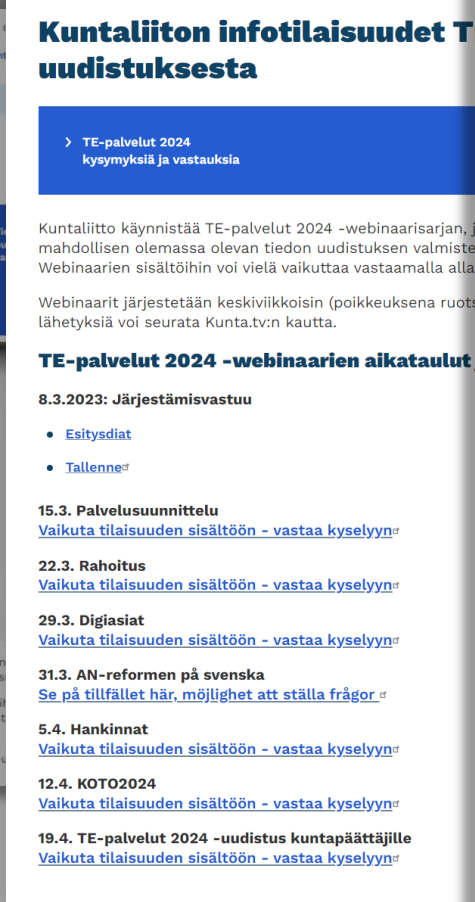 Kuntaliiton infotilaisuudet T
uudistuksesta
TE-palvelut 2024
kysymyksiä ja vastauksia
Kuntaliitto käynnistää TE-palvelut 2024 -webinaarisarjan, j
mahdollisen olemassa olevan tiedon uudistuksen valmiste
Webinaarien sisältöihin voi vielä vaikuttaa vastaamalla alla
Webinaarit järjestetään keskiviikkoisin (poikkeuksena ruots
lähetyksiä voi seurata Kunta.tv:n kautta.
TE-palvelut 2024 -webinaarien aikataulut
8.3.2023: Järjestämisvastuu
Esitysdiat
Tallenne
15.3. Palvelusuunnittelu
Vaikuta tilaisuuden sisältöön - vastaa kyselyyn
22.3. Rahoitus
Vaikuta tilaisuuden sisältöön - vastaa kyselyyn
29.3. Digiasiat
Vaikuta tilaisuuden sisältöön - vastaa kyselyyn
31.3. AN-reformen på svenska
Se på tillfället här, möjlighet att ställa frågor
5.4. Hankinnat
Vaikuta tilaisuuden sisältöön - vastaa kyselyyn
12.4. KOTO2024
Vaikuta tilaisuuden sisältöön - vastaa kyselyyn
19.4. TE-palvelut 2024 -uudistus kuntapäättäjille
Vaikuta tilaisuuden sisältöön - vastaa kyselyyn